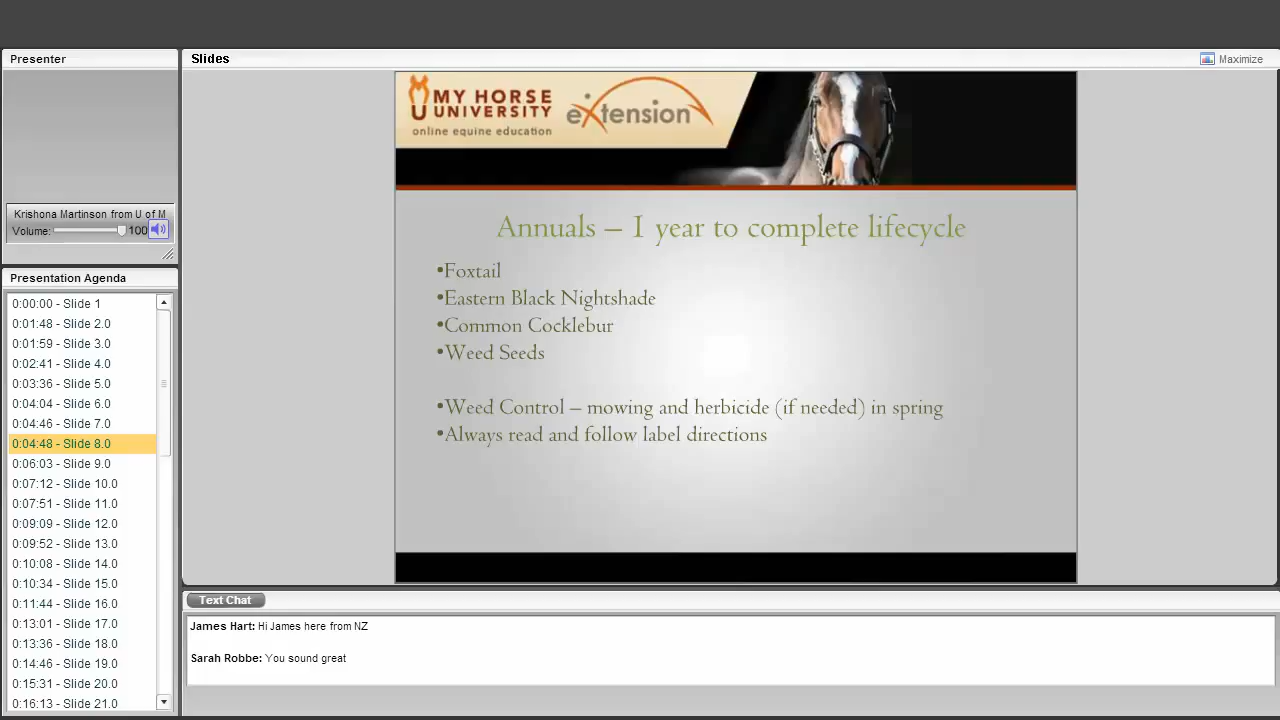 Presenter
Krishona Martinson from U of M
Volume: 100
Presentation Agenda
0:00:00 - Slide 1
0:01:48 - Slide 2.0
0:01:59 - Slide 3.0
0:02:41 - Slide 4.0
0:03:36 - Slide 5.0
0:04:04 - Slide 6.0
0:04:46 - Slide 7.0
0:04:48 - Slide 8.0
0:06:03 - Slide 9.0
0:07:12 - Slide 10.0
0:07:51 - Slide 11.0
0:09:09 - Slide 12.0
0:09:52 - Slide 13.0
0:10:08 - Slide 14.0
0:10:34 - Slide 15.0
0:11:44 - Slide 16.0
0:13:01 - Slide 17.0
0:13:36 - Slide 18.0
0:14:46 - Slide 19.0
0:15:31 - Slide 20.0
0:16:13 - Slide 21.0
Slides
Maximize
MY HORSE
UNIVERSITY
online equine education
eXtension
Annuals – 1 year to complete lifecycle
•Foxtail
•Eastern Black Nightshade
•Common Cocklebur
•Weed Seeds
•Weed Control – mowing and herbicide (if needed) in spring
•Always read and follow label directions
Text Chat
James Hart: Hi James here from NZ
Sarah Robbe: You sound great